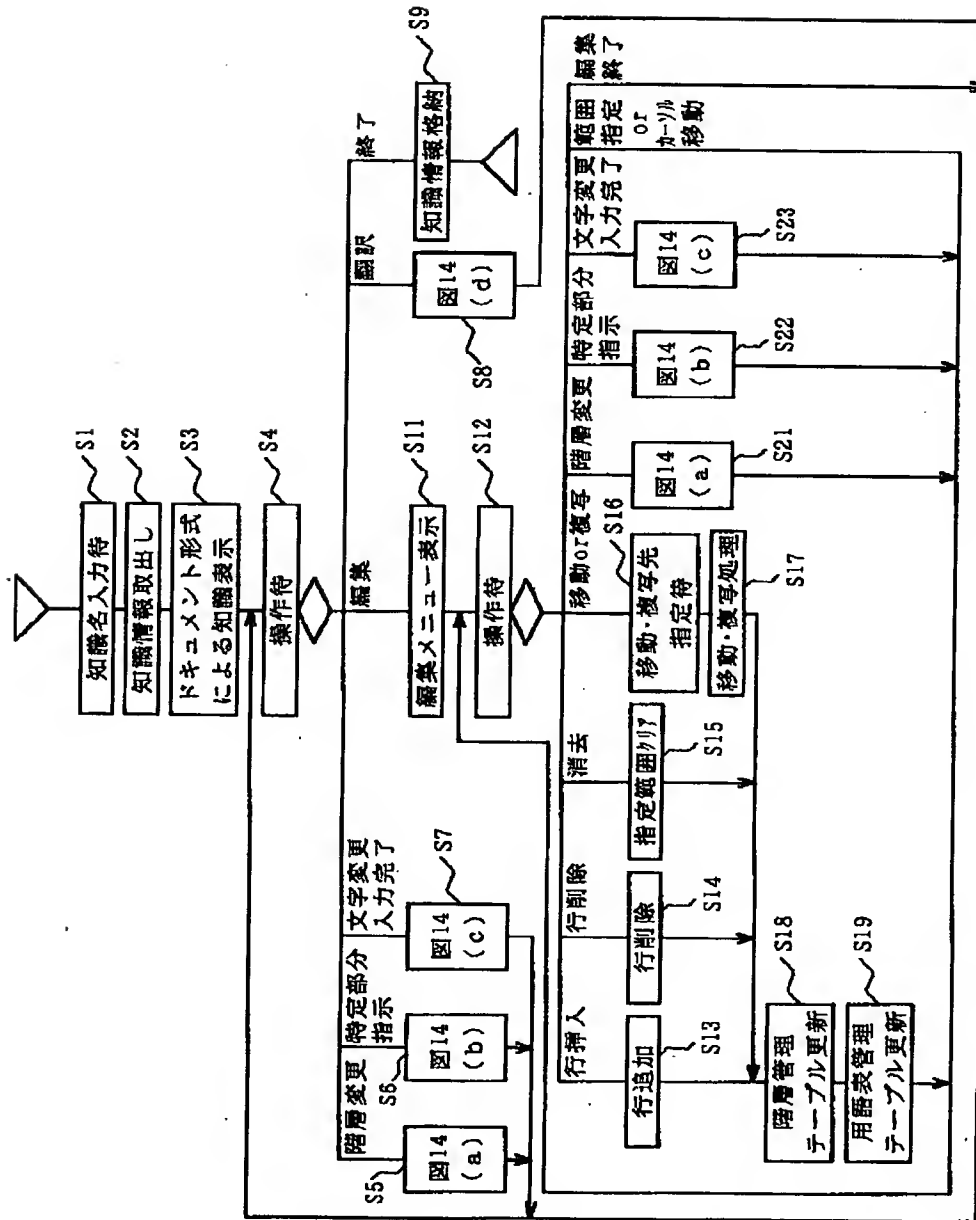 知識名入力待
S1
知識情報取出し
S2
ドキュメント形式
による知識表示
S3
操作待
S4
階層変更
図14
(a)
S5
特定部分
指示
図14
(b)
S6
文字変更
入力完了
図14
(c)
S7
編集
翻訳
図14
(d)
S8
終了
知識情報格納
S9
編集メニュー表示
S11
操作待
S12
行挿入
行追加
S13
行削除
行削除
S14
消去
指定範囲クリア
S15
移動or複写
移動・複写先
指定待
S16
移動・複写処理
S17
階層変更
図14
(a)
S21
特定部分
指示
図14
(b)
S22
文字変更
入力完了
図14
(c)
S23
範囲
指定
or
カーソル
移動
編集
終了
階層管理
テーブル更新
S18
用語表管理
テーブル更新
S19